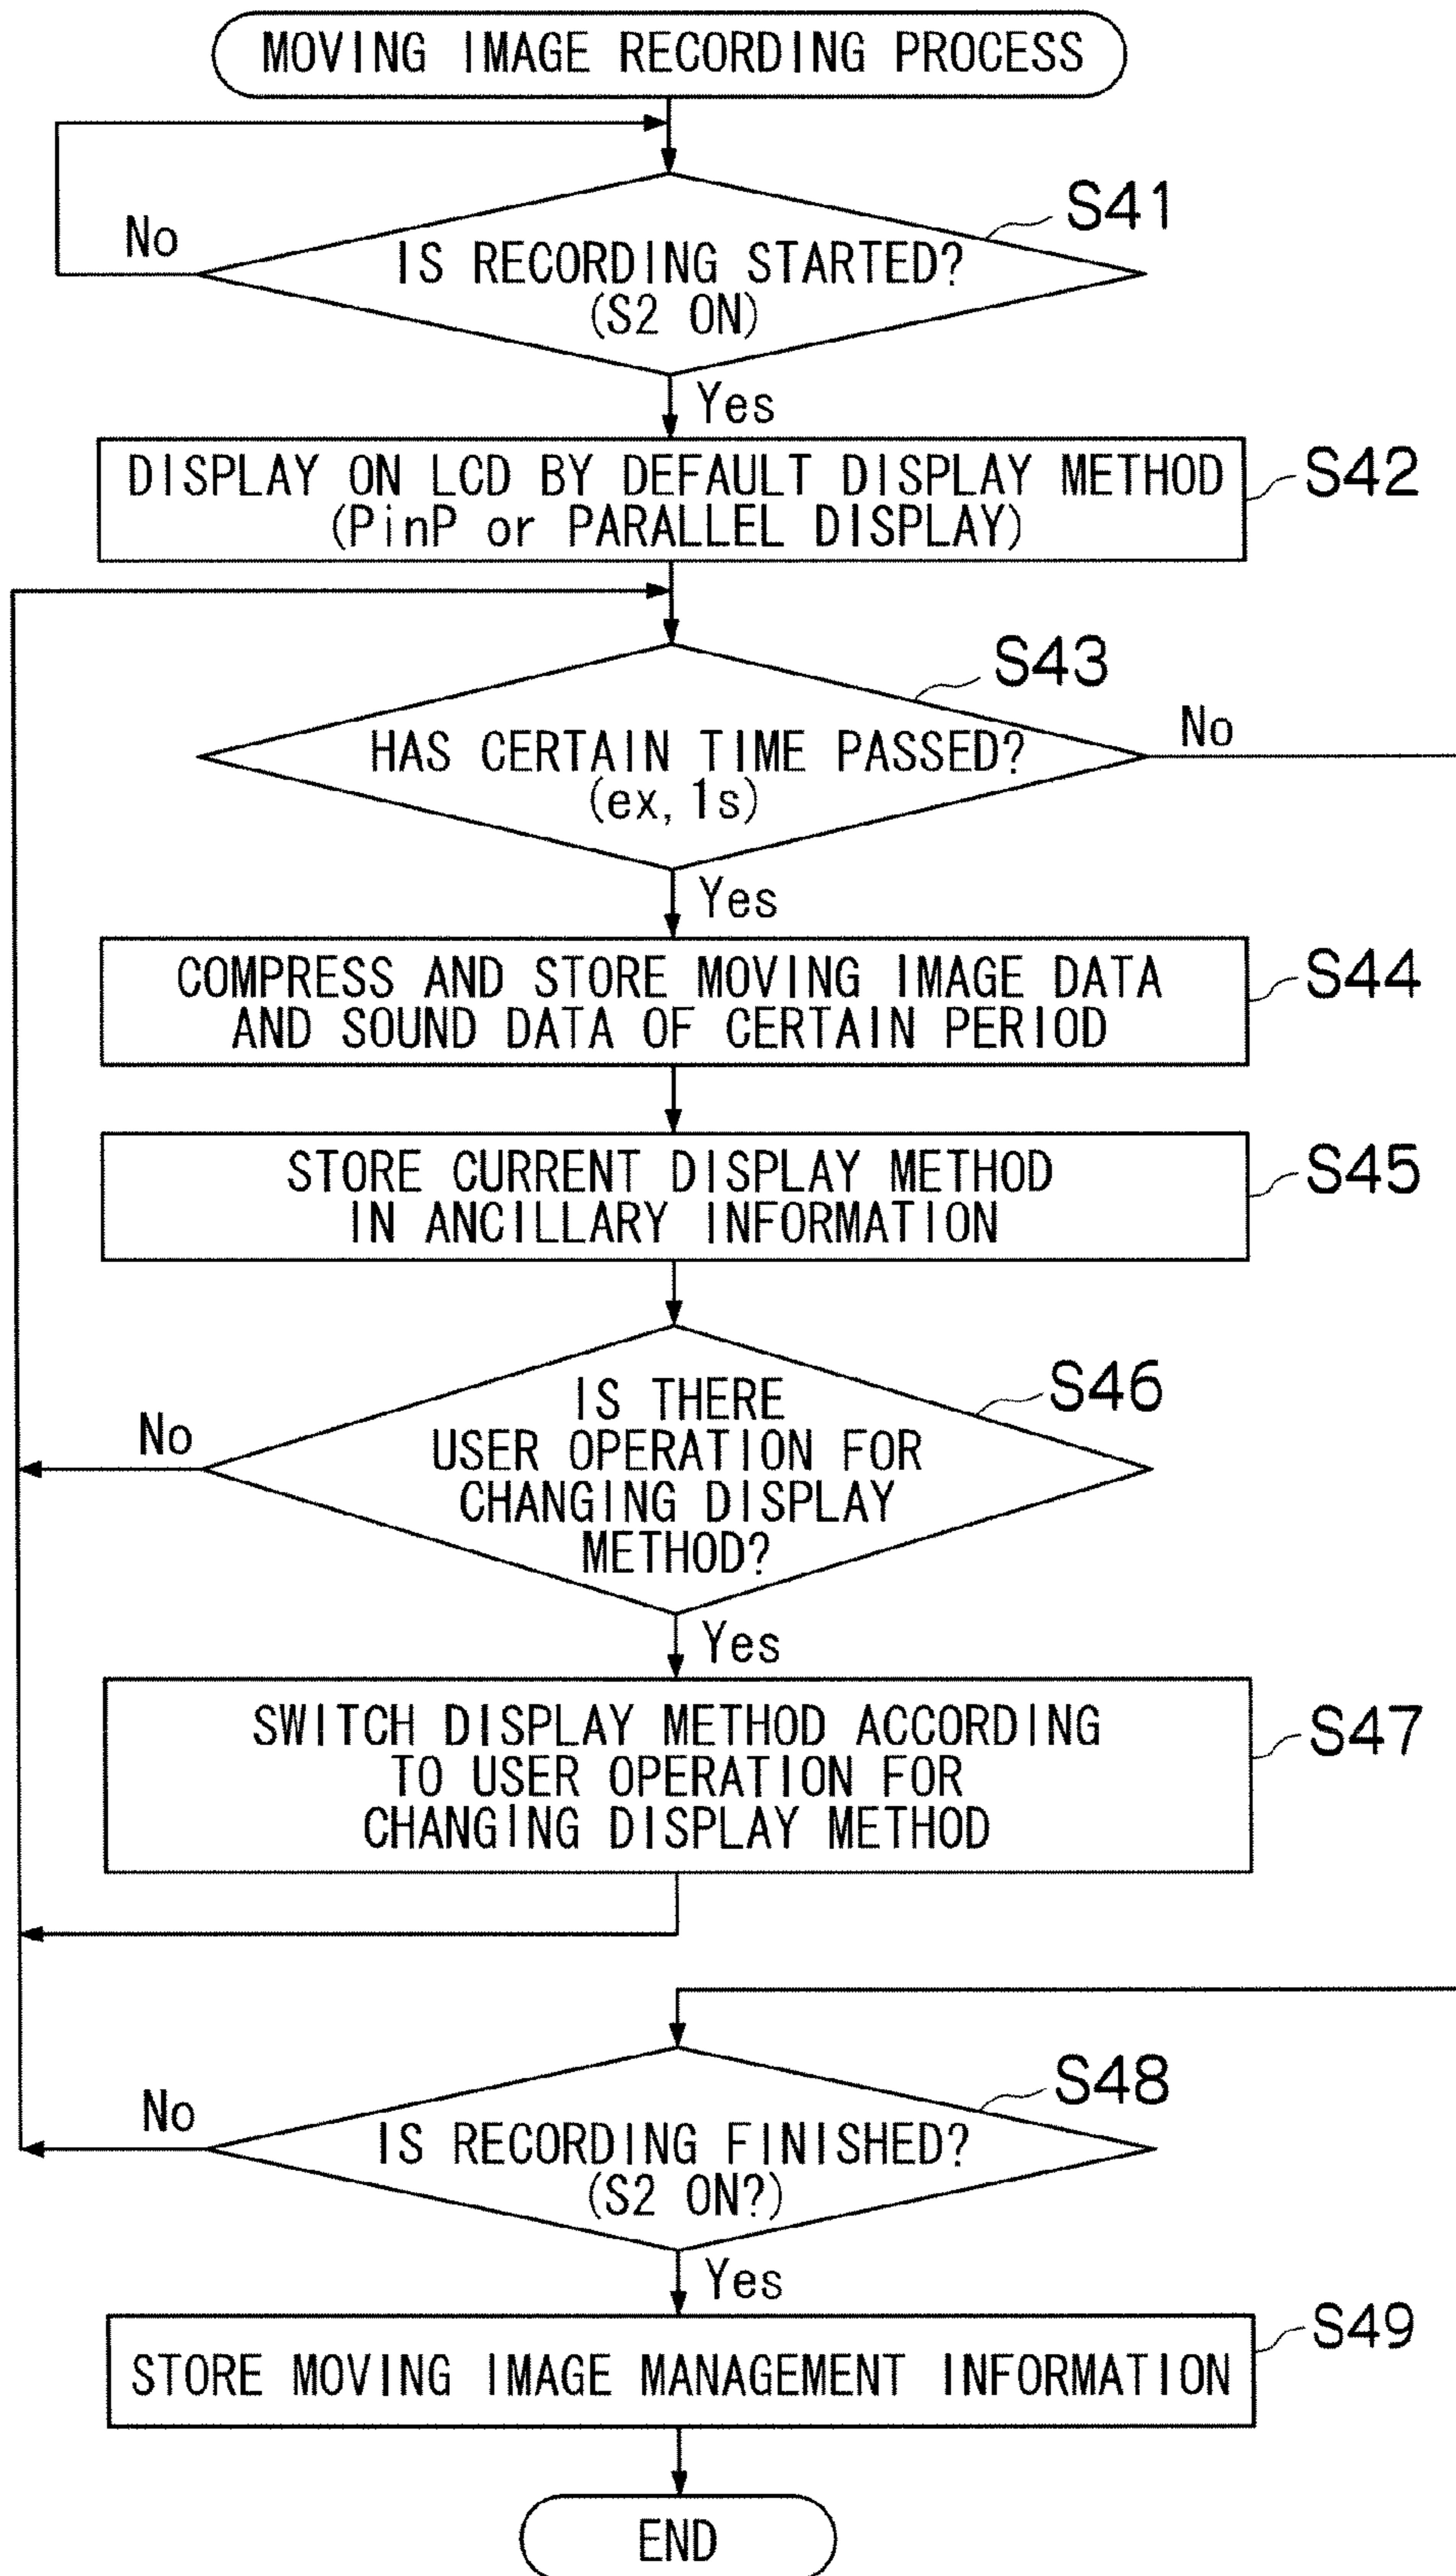 MOVING IMAGE RECORDING PROCESS
S41
No
IS RECORDING STARTED?
(S2 ON)
Yes
S42
DISPLAY ON LCD BY DEFAULT DISPLAY METHOD
(PinP or PARALLEL DISPLAY)
S43
No
HAS CERTAIN TIME PASSED?
(ex, 1s)
Yes
S44
COMPRESS AND STORE MOVING IMAGE DATA
AND SOUND DATA OF CERTAIN PERIOD
S45
STORE CURRENT DISPLAY METHOD
IN ANCILLARY INFORMATION
S46
No
IS THERE
USER OPERATION FOR
CHANGING DISPLAY
METHOD?
Yes
S47
SWITCH DISPLAY METHOD ACCORDING
TO USER OPERATION FOR
CHANGING DISPLAY METHOD
S48
No
IS RECORDING FINISHED?
(S2 ON?)
Yes
S49
STORE MOVING IMAGE MANAGEMENT INFORMATION
END